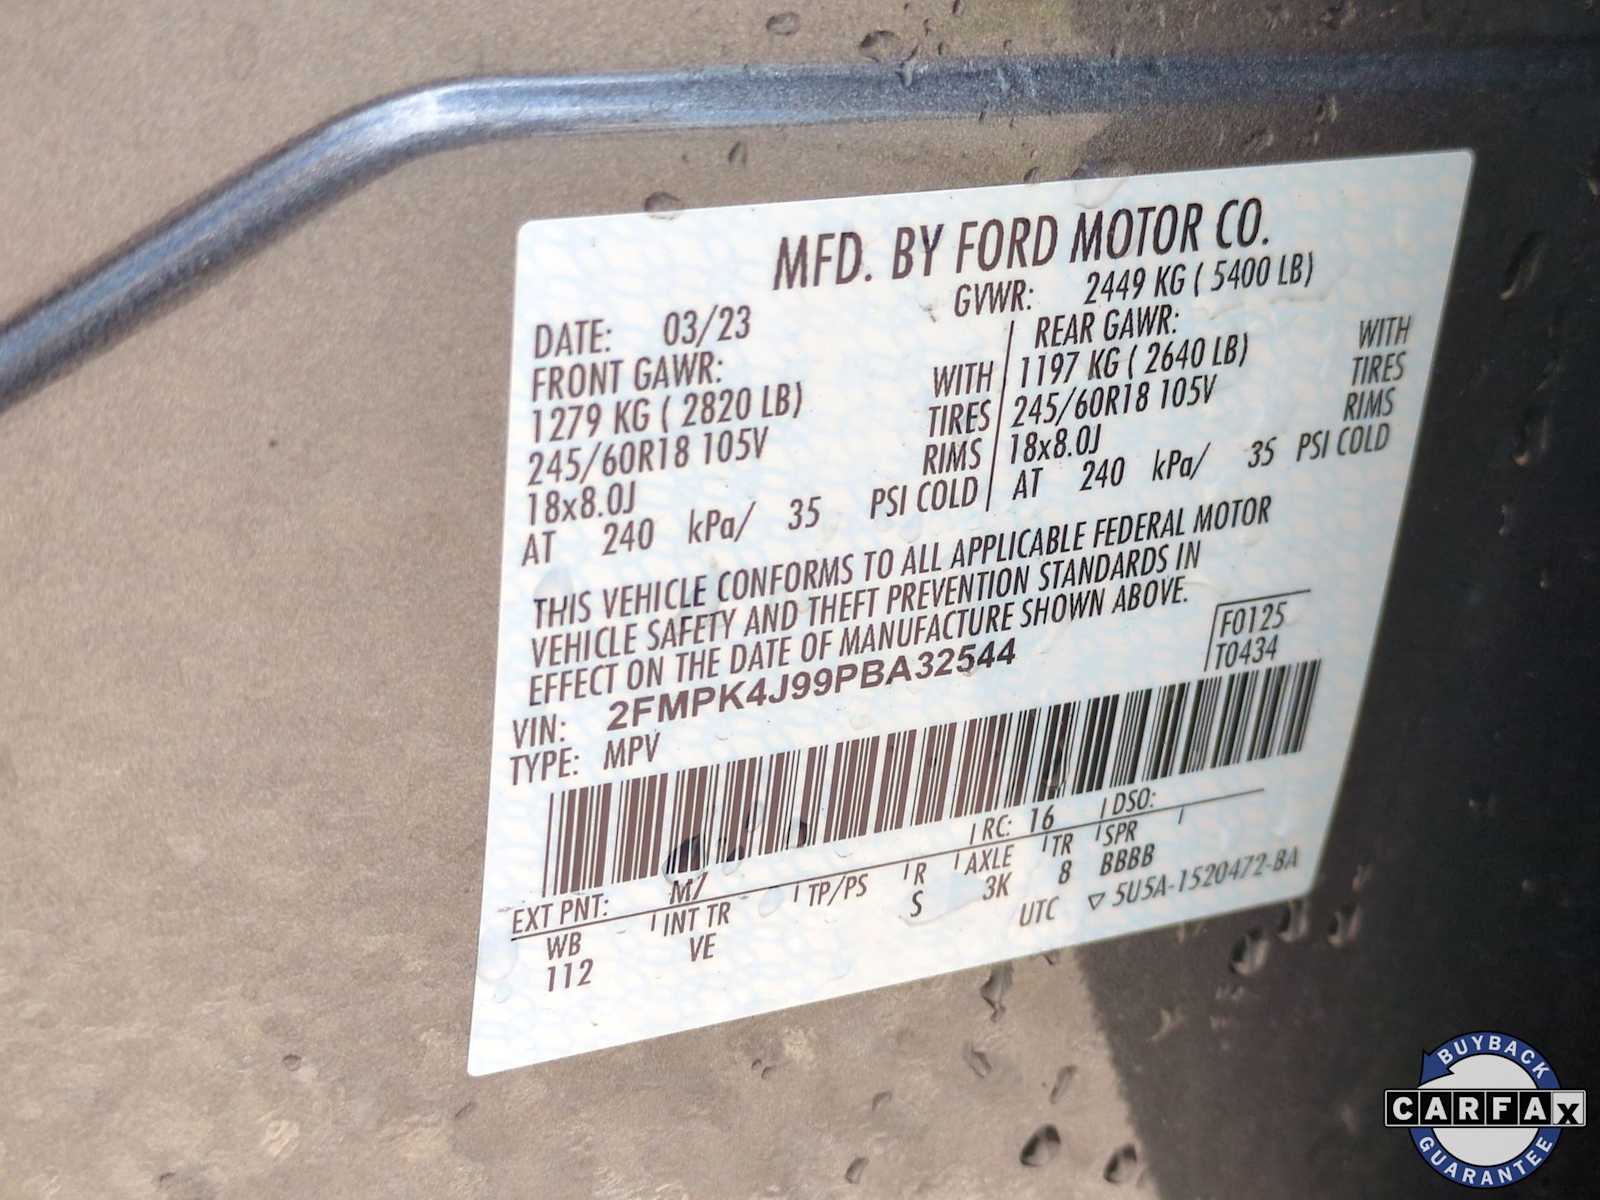 MFD. BY FORD MOTOR CO.
DATE: 03/23
GVWR: 2449 KG ( 5400 LB)
FRONT GAWR:
1279 KG ( 2820 LB) WITH
245/60R18 105V TIRES
18x8.0J RIMS
AT 240 kPa/ 35 PSI COLD
REAR GAWR:
1197 KG ( 2640 LB) WITH
245/60R18 105V TIRES
18x8.0J RIMS
AT 240 kPa/ 35 PSI COLD
THIS VEHICLE CONFORMS TO ALL APPLICABLE FEDERAL MOTOR
VEHICLE SAFETY AND THEFT PREVENTION STANDARDS IN
EFFECT ON THE DATE OF MANUFACTURE SHOWN ABOVE.
F0125
T0434
VIN: 2FMPK4J99PBA32544
TYPE: MPV
EXT PNT: M7 RC: 16 DSO:
WB INT TR TP/PS R AXLE TR SPR
112 VE S 3K 8 BBBB
UTC ▽ 5U5A-1520472-BA
BUYBACK
CARFAX
GUARANTEE